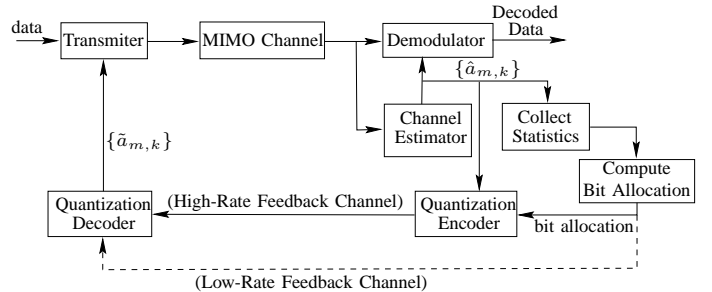 data
Transmiter
MIMO Channel
Demodulator
Decoded
Data
{â_{m,k}}
Channel
Estimator
Collect
Statistics
{ã_{m,k}}
Compute
Bit Allocation
Quantization
Decoder
(High-Rate Feedback Channel)
Quantization
Encoder
bit allocation
(Low-Rate Feedback Channel)